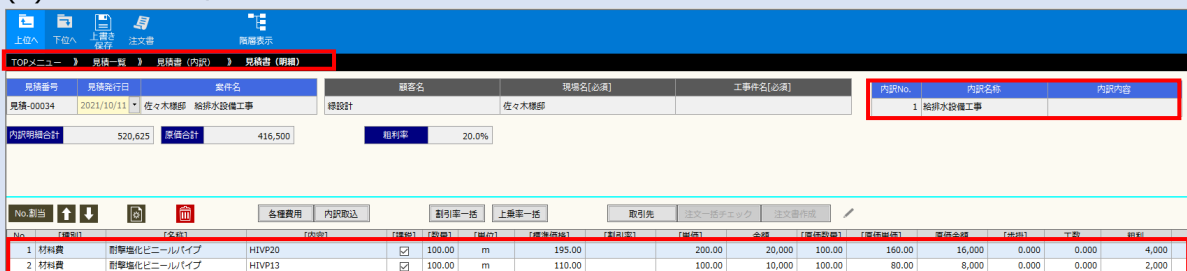 上位へ 下位へ 上書き保存 注文書 階層表示
TOPメニュー 》 見積一覧 》 見積書（内訳） 》 見積書（明細）
見積番号 見積発行日 案件名 顧客名 現場名[必須] 工事件名[必須] 内訳No. 内訳名称 内訳内容
見積-00034 2021/10/11 佐々木様邸 給排水設備工事 緑設計 佐々木様邸 1 給排水設備工事
内訳明細合計 520,625 原価合計 416,500 粗利率 20.0%
No.割当 各種費用 内訳取込 割引率一括 上乗率一括 取引先 注文一括チェック 注文書作成
No. [種別] [名称] [内容] [課税] [数量] [単位] [標準価格] [割引率] [単価] 金額 [原価数量] [原価単価] 原価金額 [歩掛] 工数 粗利
1 材料費 耐撃塩化ビニールパイプ HIVP20 100.00 m 195.00 200.00 20,000 100.00 160.00 16,000 0.000 0.000 4,000
2 材料費 耐撃塩化ビニールパイプ HIVP13 100.00 m 110.00 100.00 10,000 100.00 80.00 8,000 0.000 0.000 2,000